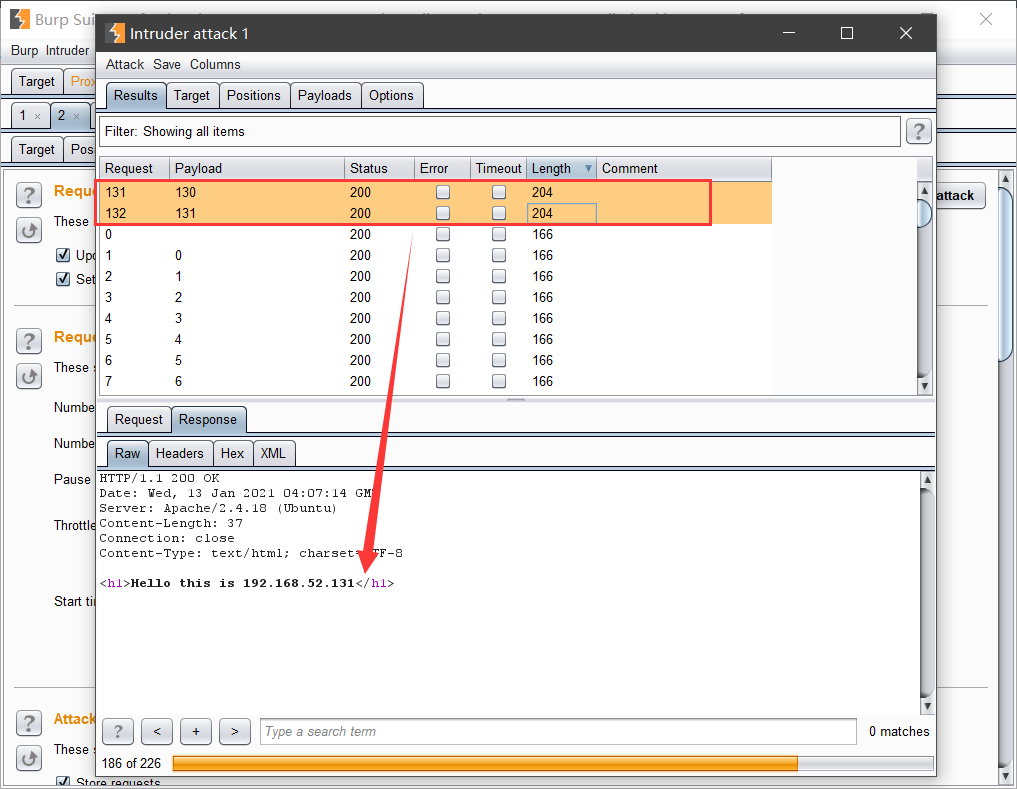 Burp Sui
Intruder attack 1
Burp Intruder
Attack Save Columns
Target Prox
Results Target Positions Payloads Options
1 × 2 ×
Filter: Showing all items ?
Target Pos
Request Payload Status Error Timeout Length Comment
131 130 200 204
132 131 200 204
0 200 166
1 0 200 166
2 1 200 166
3 2 200 166
4 3 200 166
5 4 200 166
6 5 200 166
7 6 200 166
? Reque
attack
These
Upd
Set
? Reque
These s
Numbe
Numbe
Pause
Throttle
Start tin
Request Response
Raw Headers Hex XML
HTTP/1.1 200 OK
Date: Wed, 13 Jan 2021 04:07:14 GM
Server: Apache/2.4.18 (Ubuntu)
Content-Length: 37
Connection: close
Content-Type: text/html; charset= TF-8
<h1>Hello this is 192.168.52.131</h1>
? Attack
These s
Store requests
? < + > Type a search term 0 matches
186 of 226